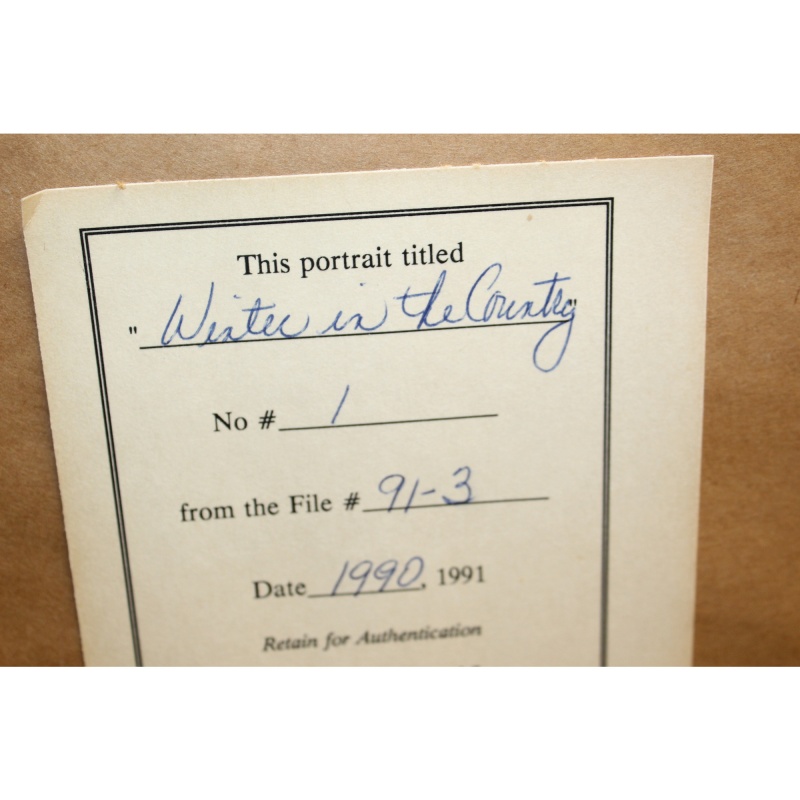 This portrait titled
"Winter in the Country"
No # 1
from the File # 91-3
Date 1990, 1991
Retain for Authentication